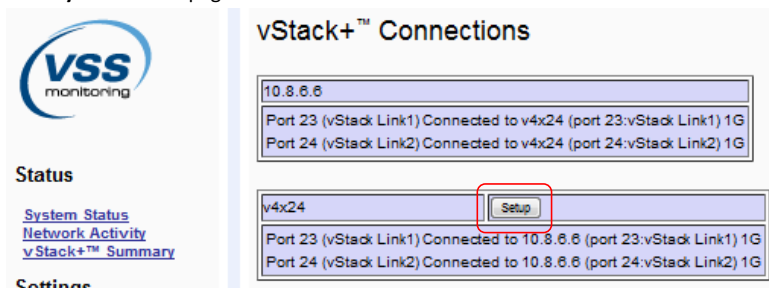 vStack+™ Connections
VSS
monitoring
10.8.6.6
Port 23 (vStack Link1) Connected to v4x24 (port 23:vStack Link1) 1G
Port 24 (vStack Link2) Connected to v4x24 (port 24:vStack Link2) 1G
Status
System Status
Network Activity
vStack+™ Summary
v4x24
Setup
Port 23 (vStack Link1) Connected to 10.8.6.6 (port 23:vStack Link1) 1G
Port 24 (vStack Link2) Connected to 10.8.6.6 (port 24:vStack Link2) 1G
Settings